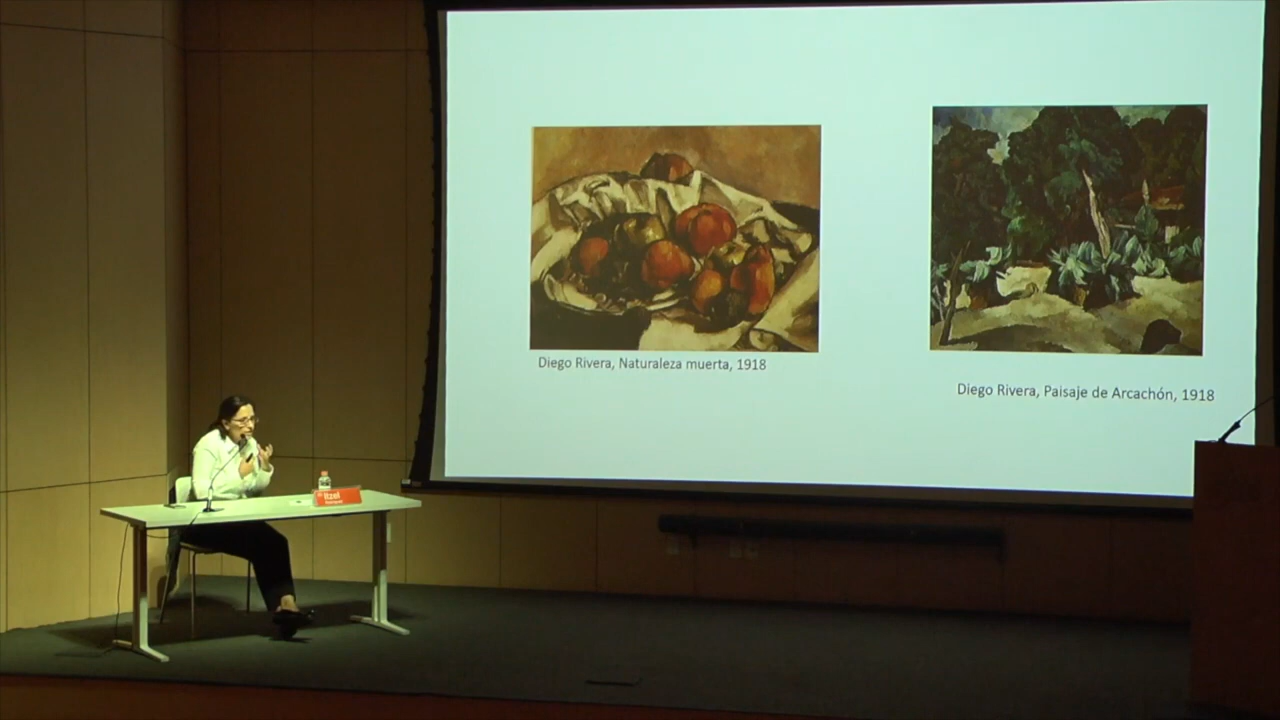 Diego Rivera, Naturaleza muerta, 1918
Diego Rivera, Paisaje de Arcachón, 1918
Itzel